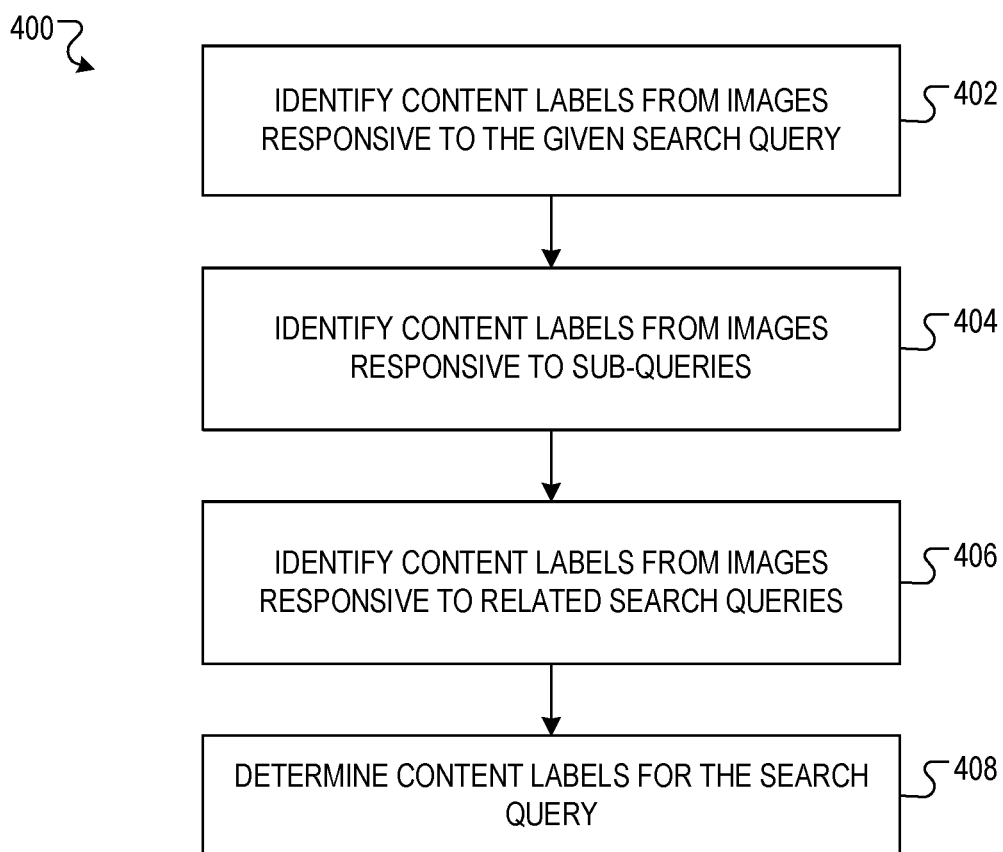 400
IDENTIFY CONTENT LABELS FROM IMAGES
RESPONSIVE TO THE GIVEN SEARCH QUERY
402
IDENTIFY CONTENT LABELS FROM IMAGES
RESPONSIVE TO SUB-QUERIES
404
IDENTIFY CONTENT LABELS FROM IMAGES
RESPONSIVE TO RELATED SEARCH QUERIES
406
DETERMINE CONTENT LABELS FOR THE SEARCH
QUERY
408